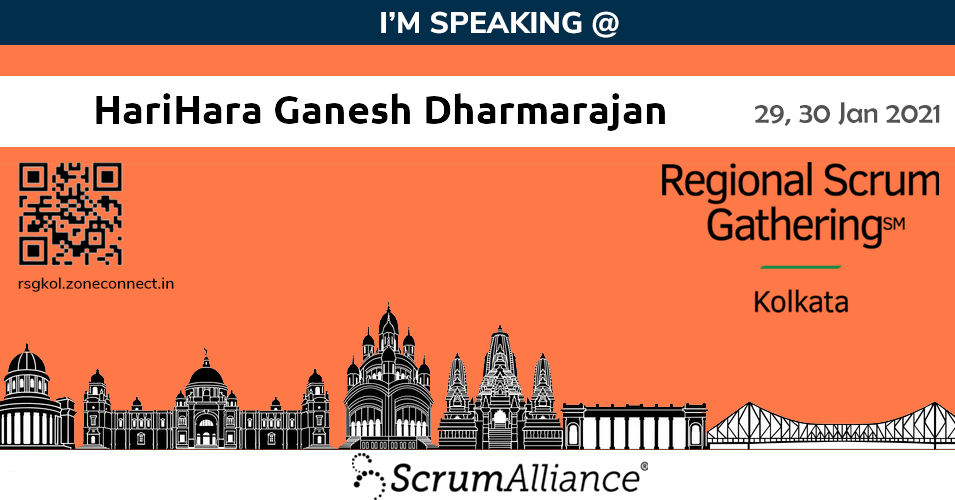 I'M SPEAKING @
HariHara Ganesh Dharmarajan
29, 30 Jan 2021
rsgkol.zoneconnect.in
Regional Scrum
Gathering℠
Kolkata
ScrumAlliance®